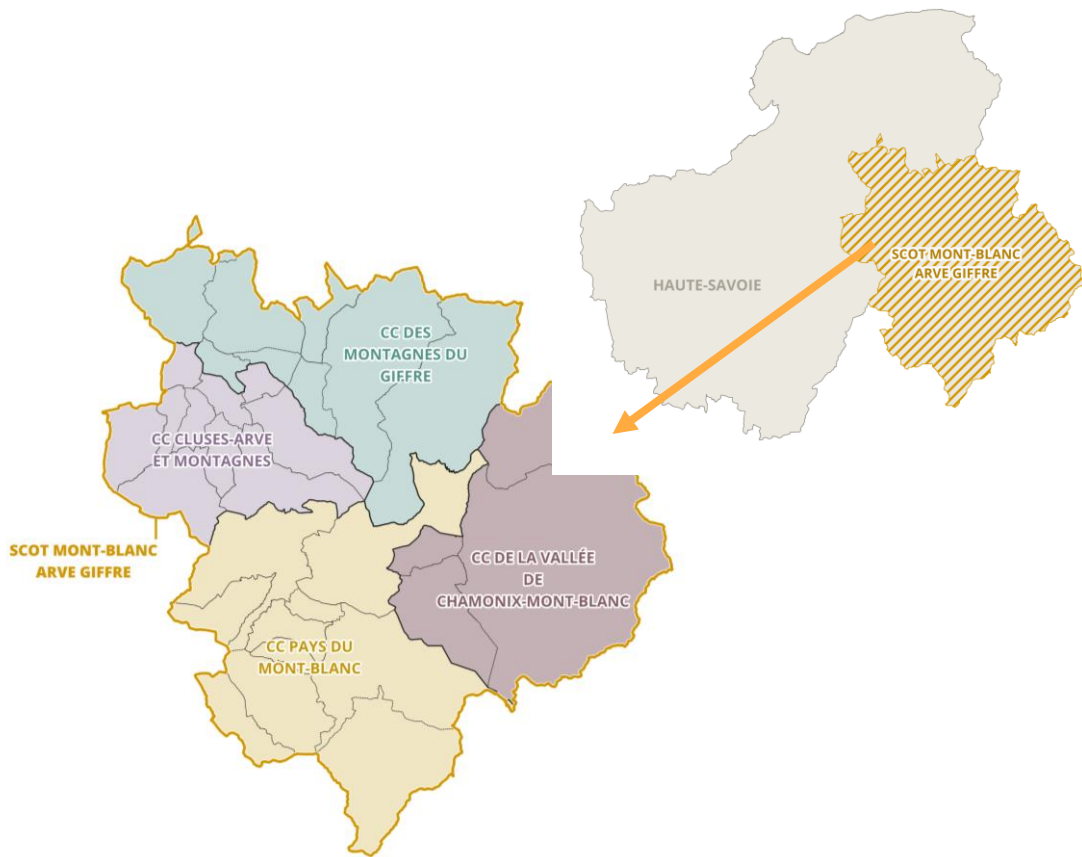 SCOT MONT-BLANC
ARVE GIFFRE
HAUTE-SAVOIE
CC DES
MONTAGNES DU
GIFFRE
CC CLUSES-ARVE
ET MONTAGNES
SCOT MONT-BLANC
ARVE GIFFRE
CC DE LA VALLÉE
DE
CHAMONIX-MONT-BLANC
CC PAYS DU
MONT-BLANC